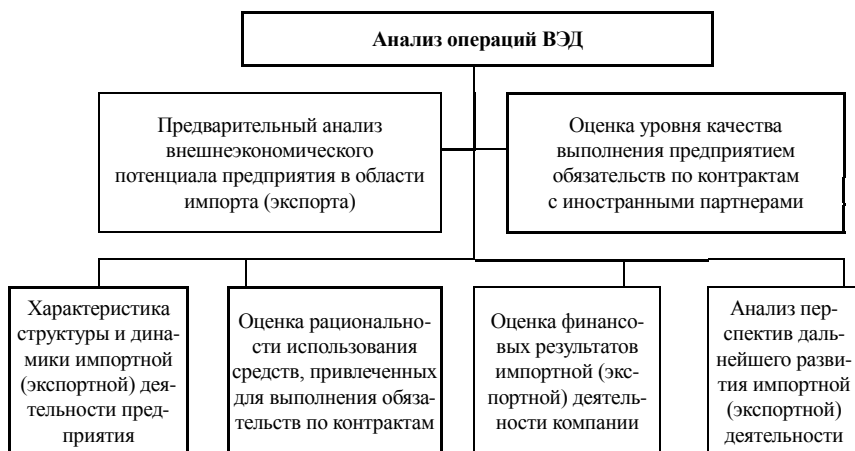 Анализ операций ВЭД
Предварительный анализ
внешнеэкономического
потенциала предприятия в области
импорта (экспорта)
Оценка уровня качества
выполнения предприятием
обязательств по контрактам
с иностранными партнерами
Характеристика
структуры и дина-
мики импортной
(экспортной) дея-
тельности пред-
приятия
Оценка рационально-
сти использования
средств, привлеченных
для выполнения обяза-
тельств по контрактам
Оценка финансо-
вых результатов
импортной (экс-
портной) деятель-
ности компании
Анализ пер-
спектив даль-
нейшего разви-
тия импортной
(экспортной)
деятельности